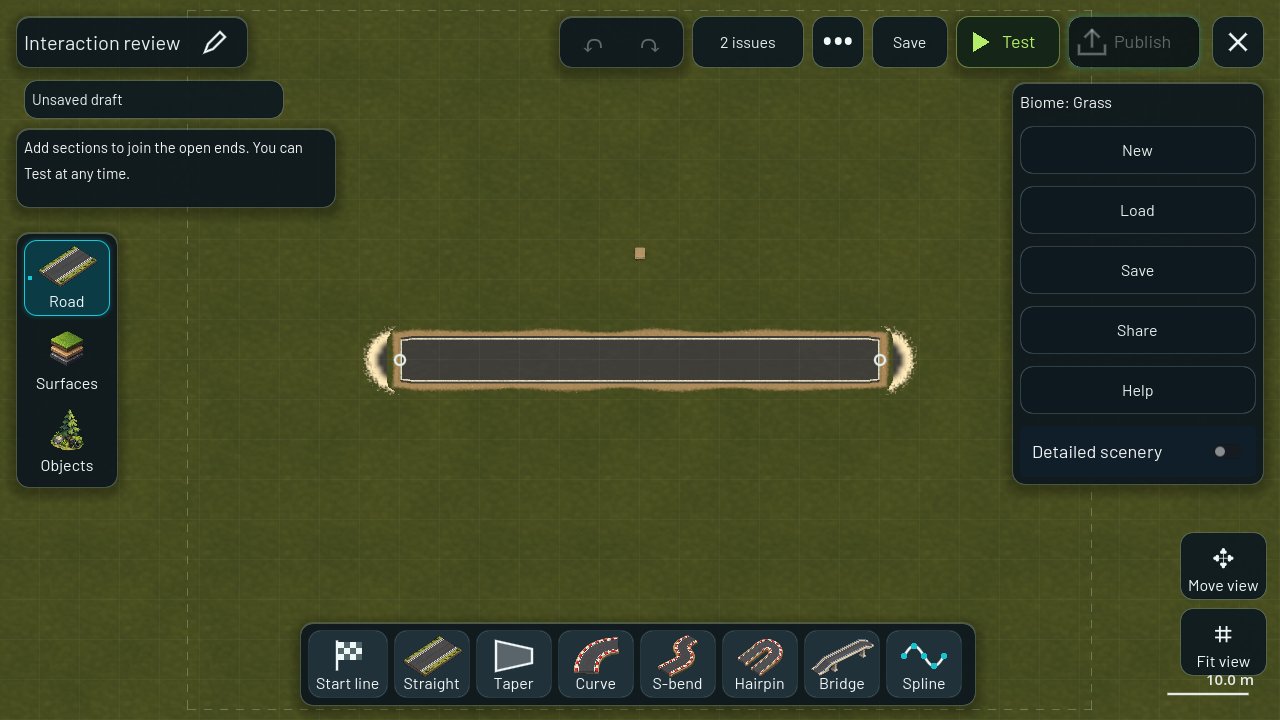 Interaction review
2 issues
Save
Test
Publish
Unsaved draft
Add sections to join the open ends. You can
Test at any time.
Biome: Grass
New
Load
Save
Share
Help
Detailed scenery
Road
Surfaces
Objects
Move view
Fit view
10.0 m
Start line
Straight
Taper
Curve
S-bend
Hairpin
Bridge
Spline